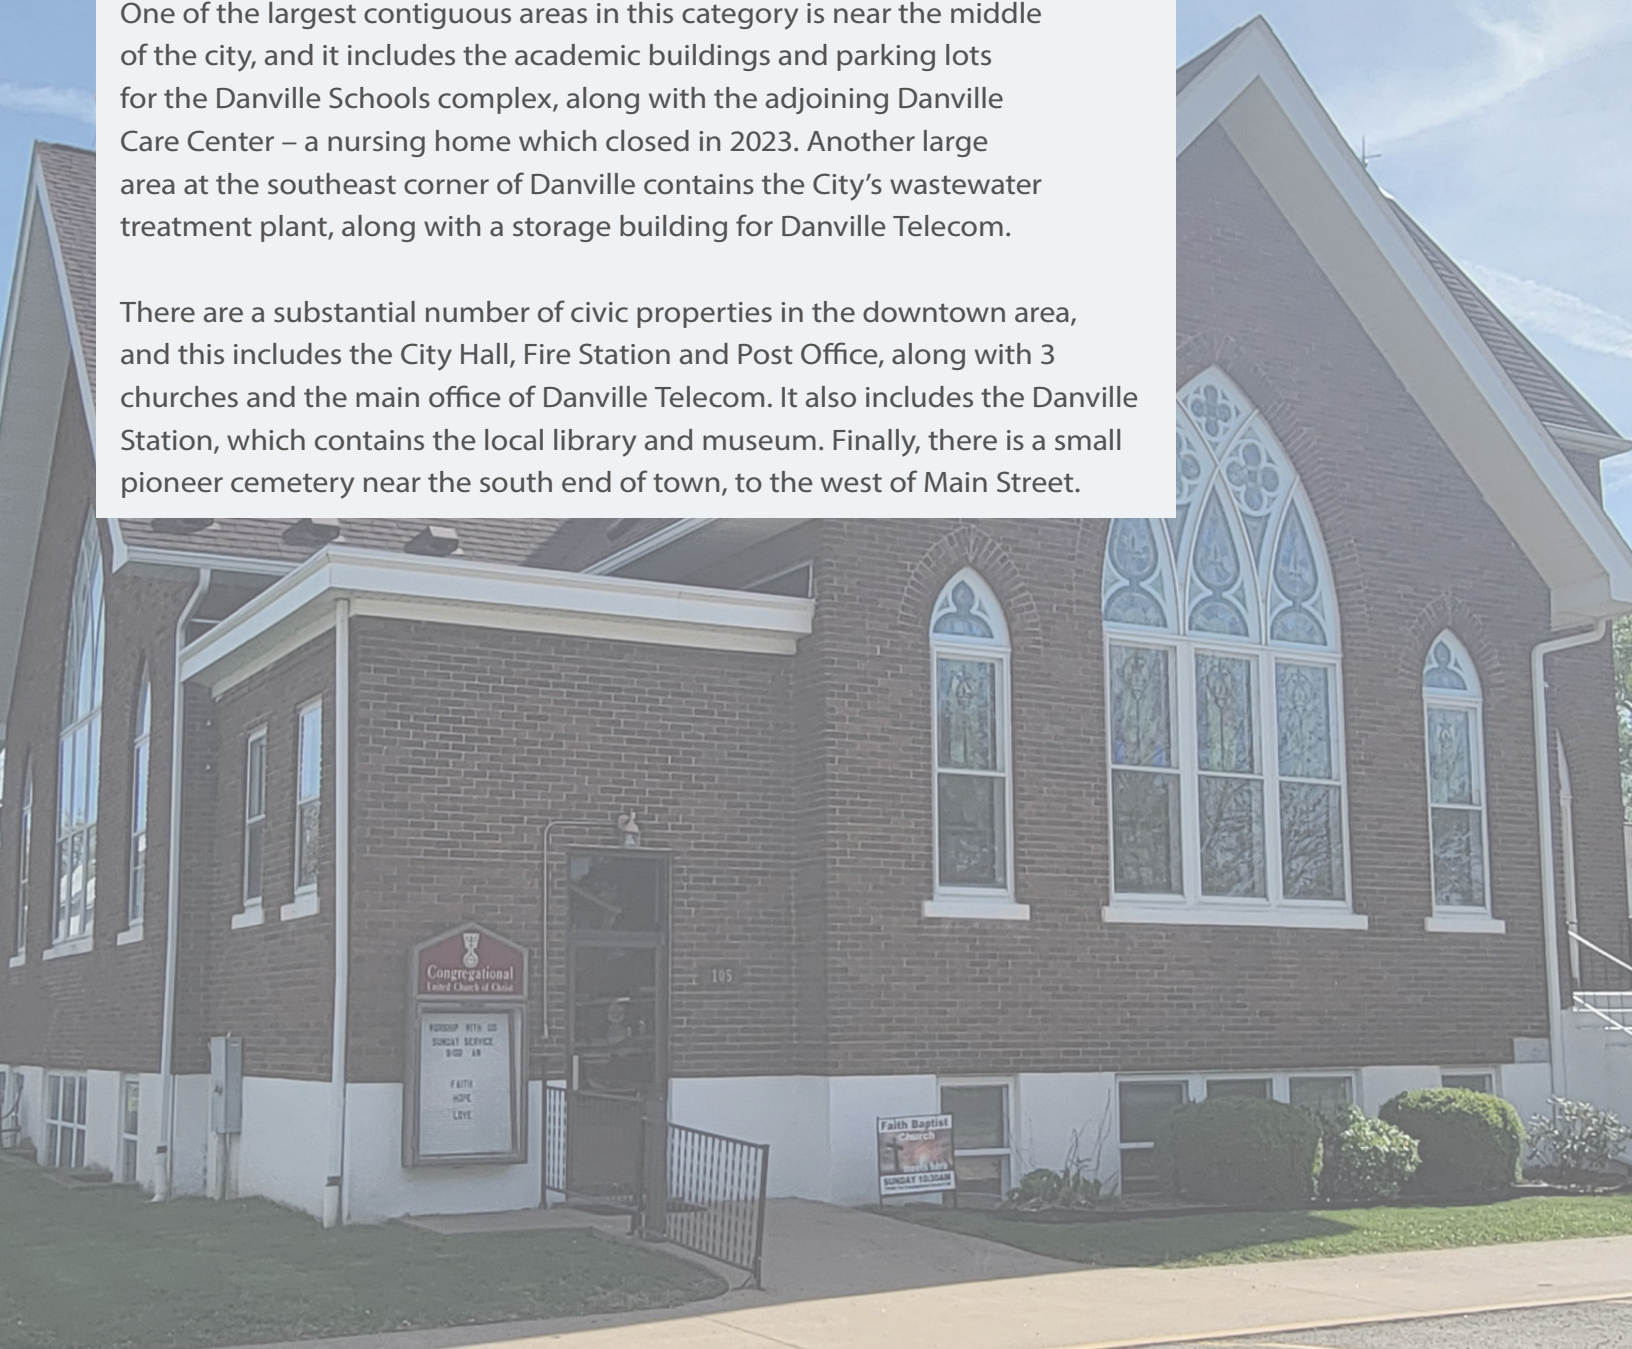 One of the largest contiguous areas in this category is near the middle
of the city, and it includes the academic buildings and parking lots
for the Danville Schools complex, along with the adjoining Danville
Care Center – a nursing home which closed in 2023. Another large
area at the southeast corner of Danville contains the City’s wastewater
treatment plant, along with a storage building for Danville Telecom.
There are a substantial number of civic properties in the downtown area,
and this includes the City Hall, Fire Station and Post Office, along with 3
churches and the main office of Danville Telecom. It also includes the Danville
Station, which contains the local library and museum. Finally, there is a small
pioneer cemetery near the south end of town, to the west of Main Street.
Congregational
United Church of Christ
WORSHIP WITH US
SUNDAY SERVICE
9:00 AM
FAITH
HOPE
LOVE
105
Faith Baptist
Church
meets here
SUNDAY 10:30AM